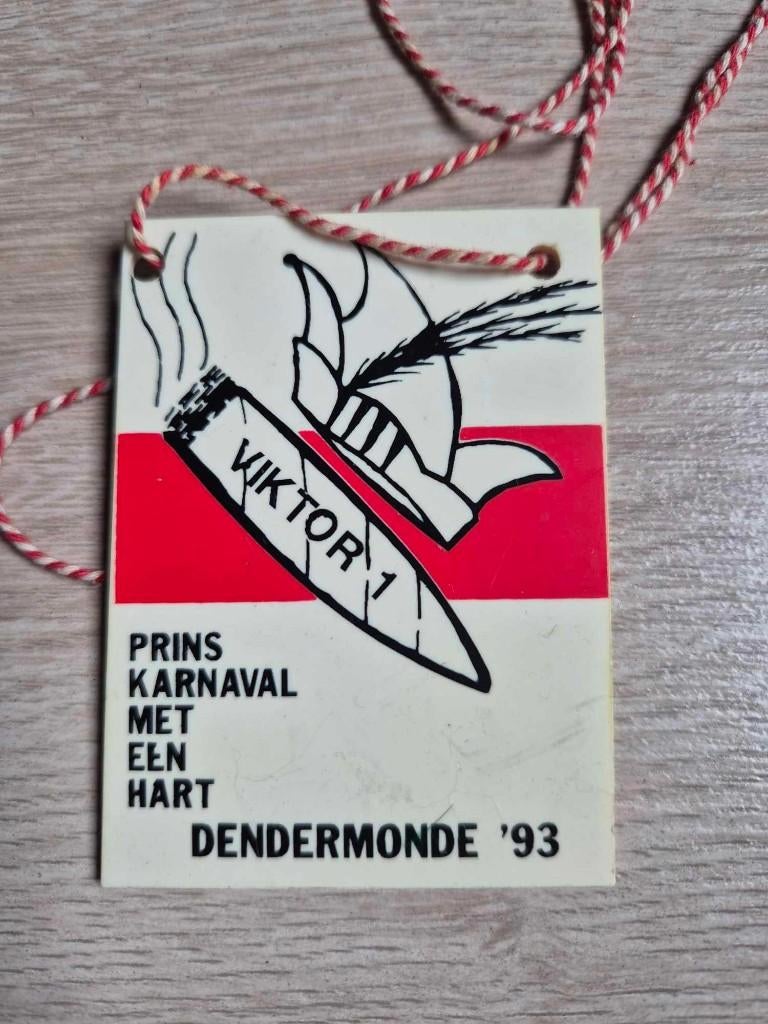 VIKTOR 1
PRINS
KARNAVAL
MET
EEN
HART
DENDERMONDE '93